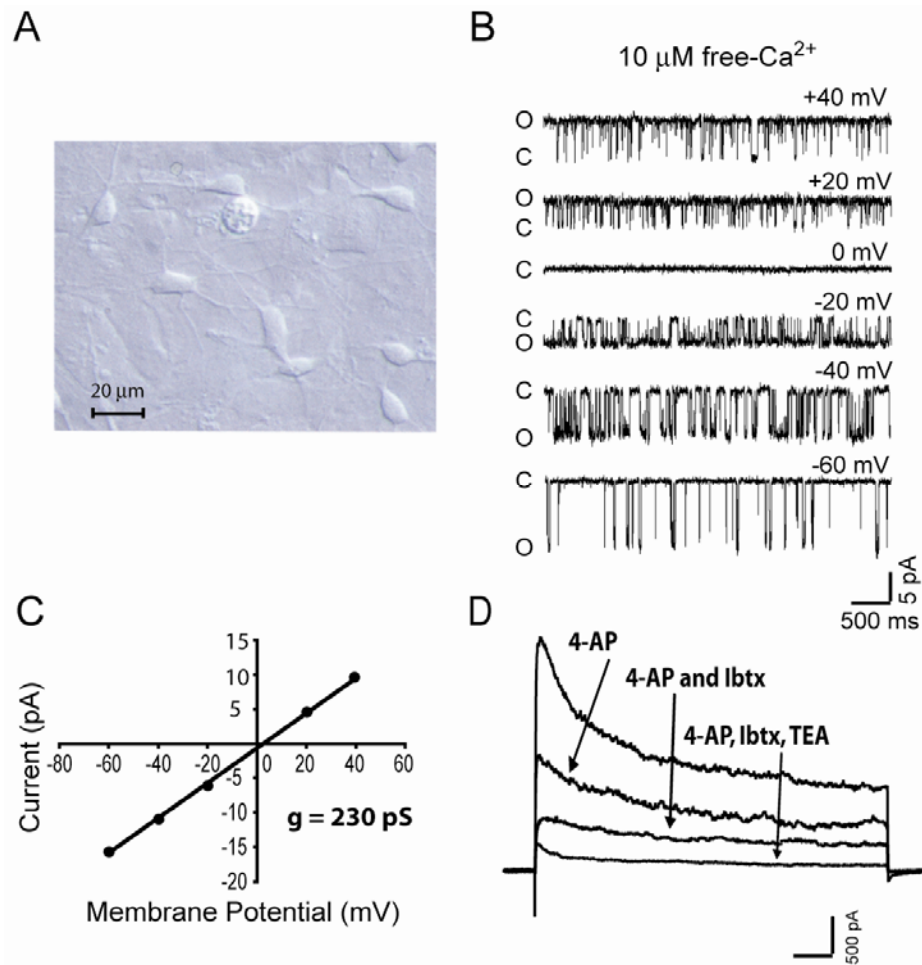 A
20 µm
B
10 µM free-Ca2+
+40 mV
O
C
+20 mV
O
C
0 mV
C
-20 mV
C
O
-40 mV
C
O
-60 mV
C
O
5 pA
500 ms
C
Current (pA)
15
10
5
-80 -60 -40 -20 0 20 40 60
-5
-10
-15
-20
g = 230 pS
Membrane Potential (mV)
D
4-AP
4-AP and Ibtx
4-AP, Ibtx, TEA
500 pA